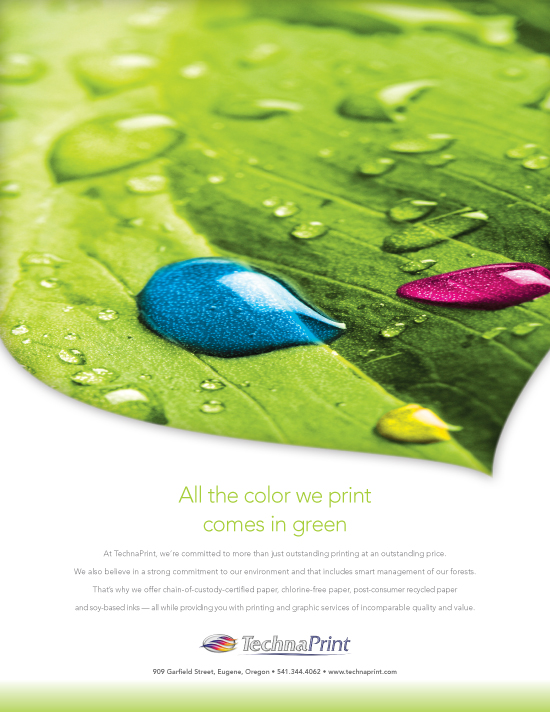 All the color we print
comes in green
At TechnaPrint, we're committed to more than just outstanding printing at an outstanding price.
We also believe in a strong commitment to our environment and that includes smart management of our forests.
That's why we offer chain-of-custody-certified paper, chlorine-free paper, post-consumer recycled paper
and soy-based inks — all while providing you with printing and graphic services of incomparable quality and value.
TechnaPrint
909 Garfield Street, Eugene, Oregon • 541.344.4062 • www.technaprint.com